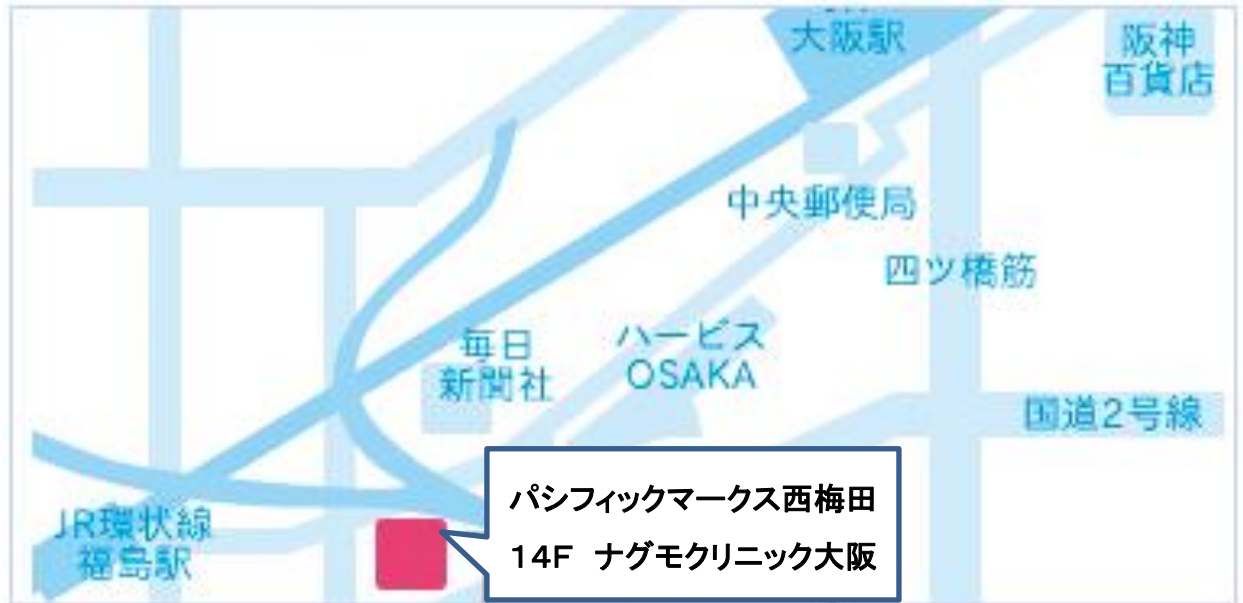 大阪駅
阪神
百貨店
中央郵便局
四ツ橋筋
毎日
新聞社
ハービス
OSAKA
国道2号線
JR環状線
福島駅
パシフィックマークス西梅田
14F ナグモクリニック大阪